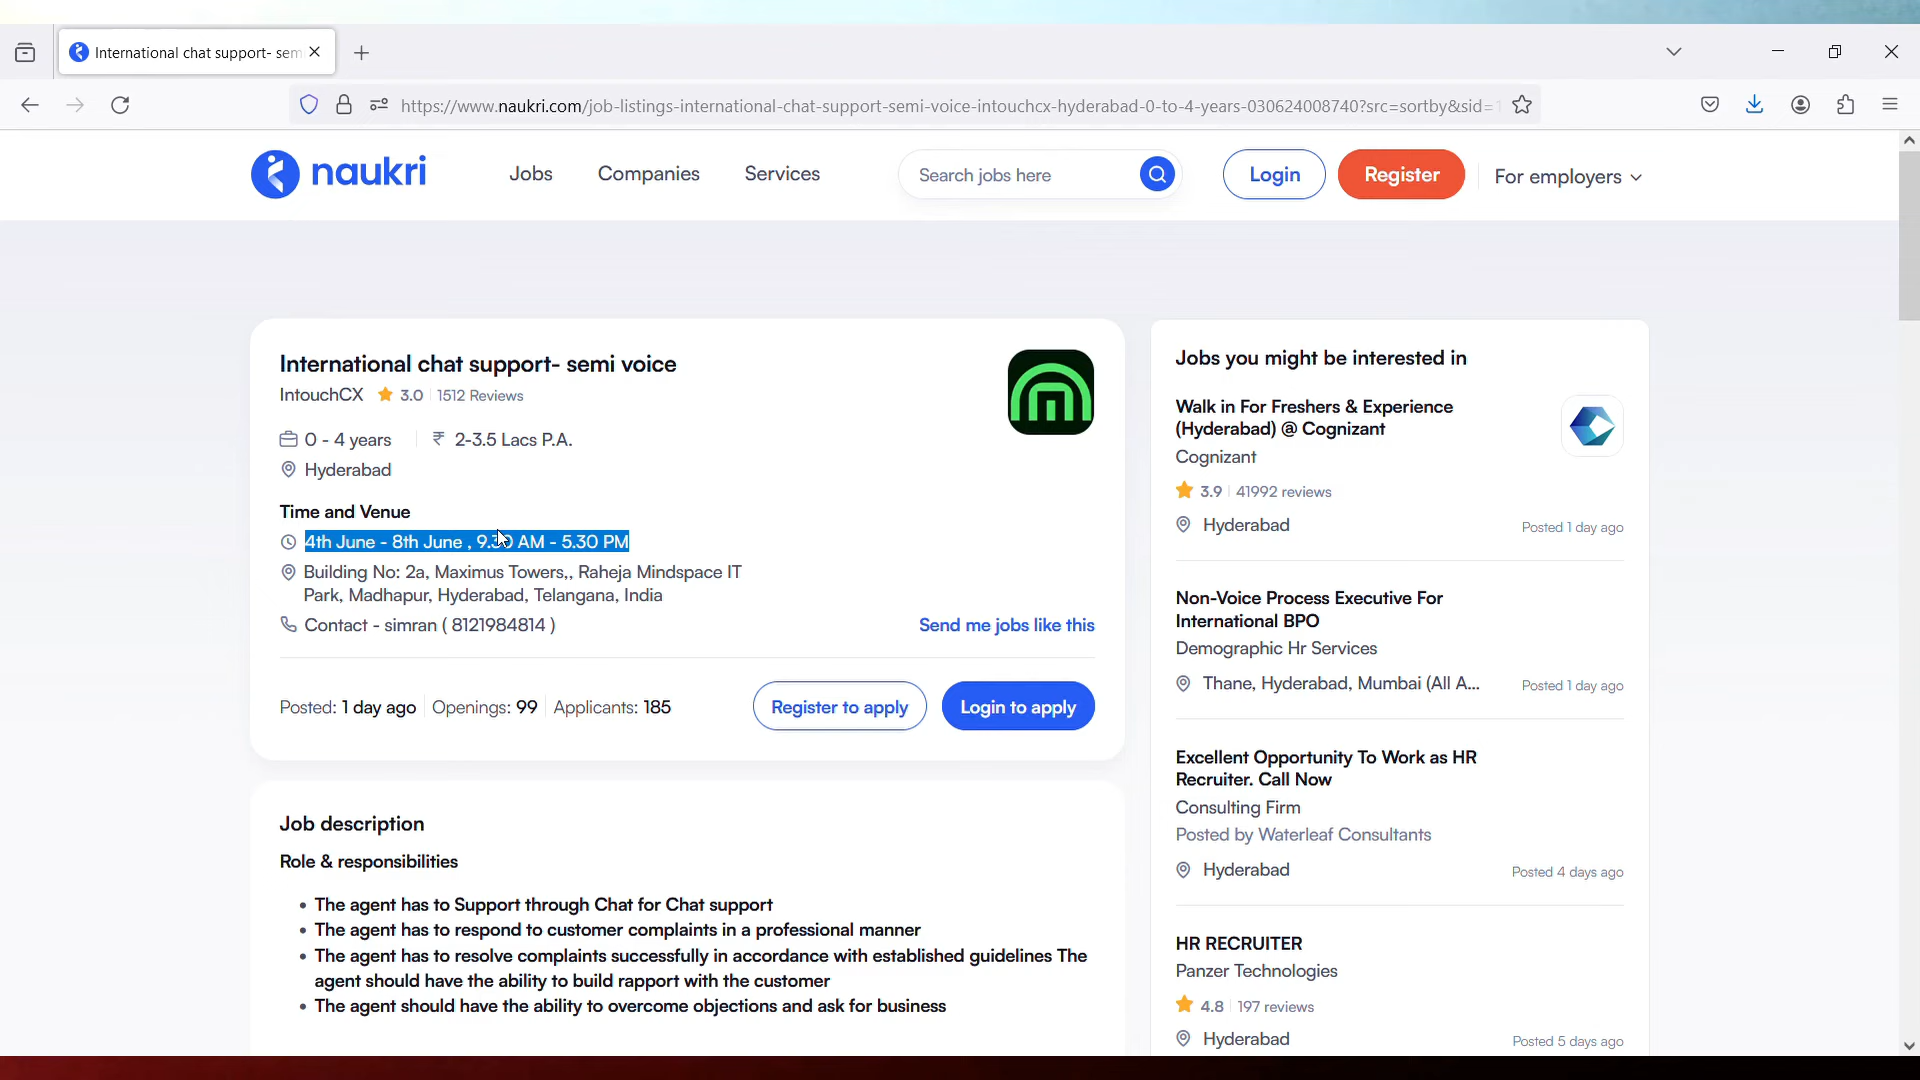 International chat support- sem
https://www.naukri.com/job-listings-international-chat-support-semi-voice-intouchcx-hyderabad-0-to-4-years-030624008740?src=sortby&sid=
naukri
Jobs
Companies
Services
Search jobs here
Login
Register
For employers
International chat support- semi voice
IntouchCX 3.0 1512 Reviews
0 - 4 years ₹ 2-3.5 Lacs P.A.
Hyderabad
Time and Venue
4th June - 8th June , 9.30 AM - 5.30 PM
Building No: 2a, Maximus Towers,, Raheja Mindspace IT
Park, Madhapur, Hyderabad, Telangana, India
Contact - simran ( 8121984814 )
Send me jobs like this
Posted: 1 day ago Openings: 99 Applicants: 185
Register to apply
Login to apply
Job description
Role & responsibilities
• The agent has to Support through Chat for Chat support
• The agent has to respond to customer complaints in a professional manner
• The agent has to resolve complaints successfully in accordance with established guidelines The
agent should have the ability to build rapport with the customer
• The agent should have the ability to overcome objections and ask for business
Jobs you might be interested in
Walk in For Freshers & Experience
(Hyderabad) @ Cognizant
Cognizant
3.9 41992 reviews
Hyderabad
Posted 1 day ago
Non-Voice Process Executive For
International BPO
Demographic Hr Services
Thane, Hyderabad, Mumbai (All A...
Posted 1 day ago
Excellent Opportunity To Work as HR
Recruiter. Call Now
Consulting Firm
Posted by Waterleaf Consultants
Hyderabad
Posted 4 days ago
HR RECRUITER
Panzer Technologies
4.8 197 reviews
Hyderabad
Posted 5 days ago